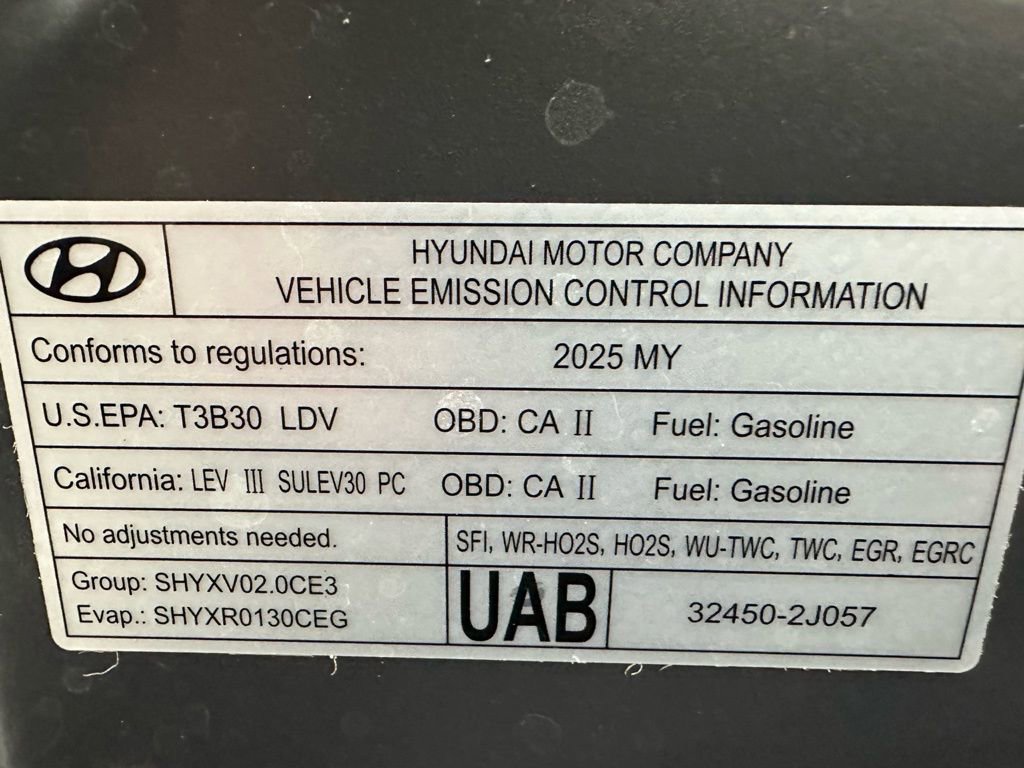 HYUNDAI MOTOR COMPANY
VEHICLE EMISSION CONTROL INFORMATION
Conforms to regulations: 2025 MY
U.S.EPA: T3B30 LDV OBD: CA II Fuel: Gasoline
California: LEV III SULEV30 PC OBD: CA II Fuel: Gasoline
No adjustments needed. SFI, WR-HO2S, HO2S, WU-TWC, TWC, EGR, EGRC
Group: SHYXV02.0CE3
Evap.: SHYXR0130CEG
UAB 32450-2J057